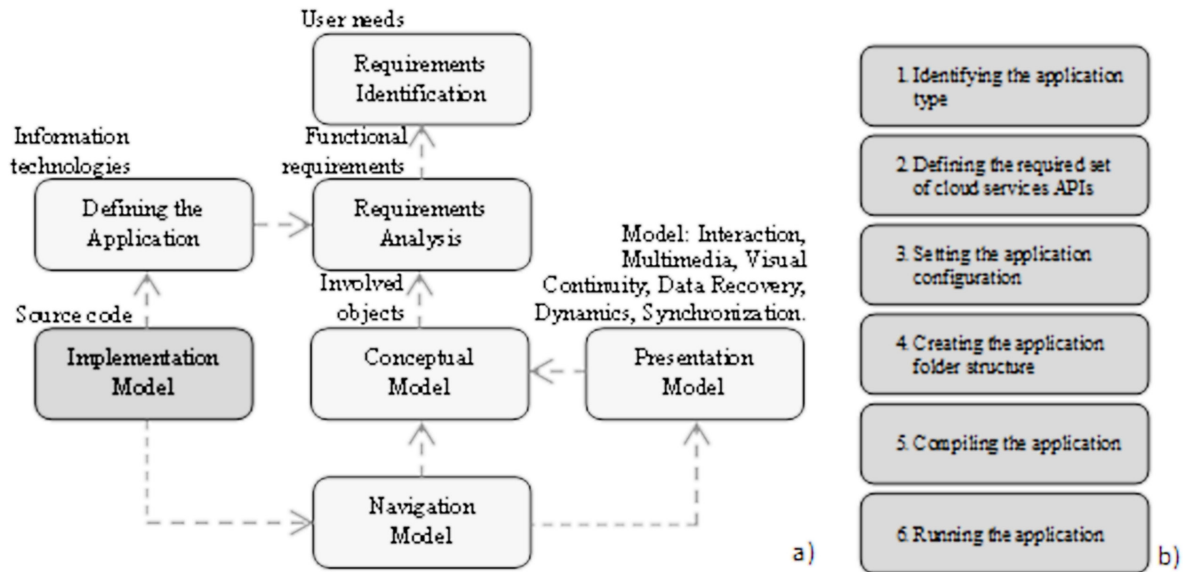 User needs
Requirements
Identification
Information
technologies
Functional
requirements
Defining the
Application
Requirements
Analysis
Model: Interaction,
Multimedia, Visual
Continuity, Data Recovery,
Dynamics, Synchronization.
Source code
Involved
objects
Implementation
Model
Conceptual
Model
Presentation
Model
Navigation
Model
a)
1. Identifying the application
type
2. Defining the required set
of cloud services APIs
3. Setting the application
configuration
4. Creating the application
folder structure
5. Compiling the application
6. Running the application
b)